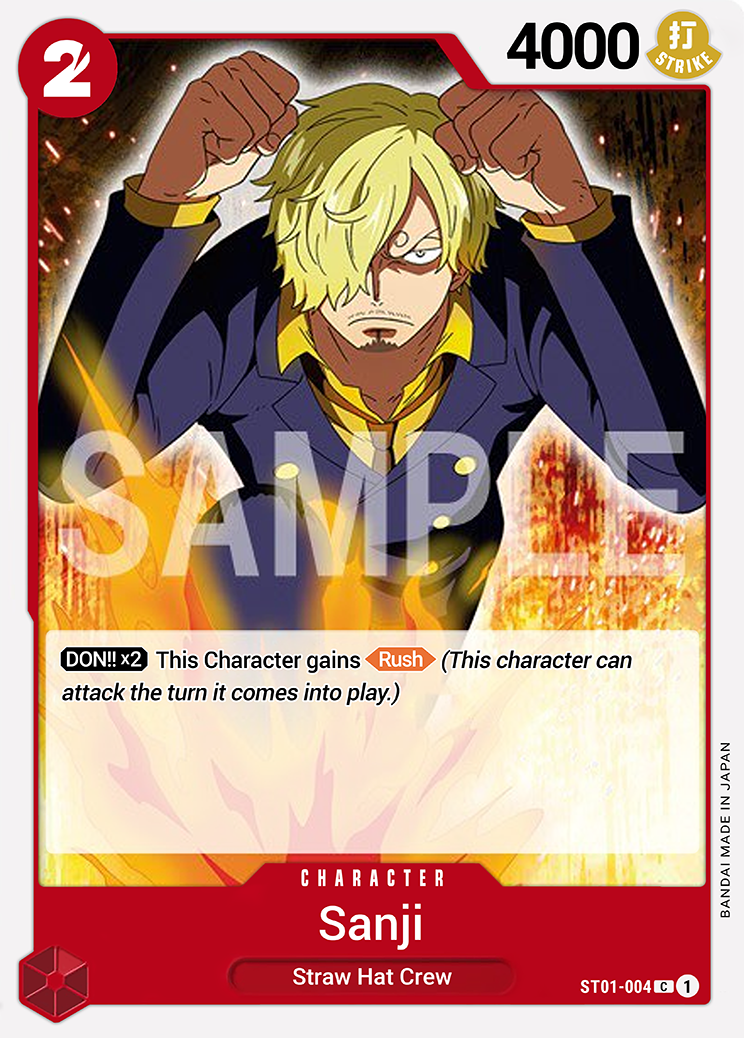 2
4000
打
STRIKE
SAMPLE
DON!! x2 This Character gains Rush (This character can
attack the turn it comes into play.)
CHARACTER
Sanji
Straw Hat Crew
ST01-004 C 1
BANDAI MADE IN JAPAN